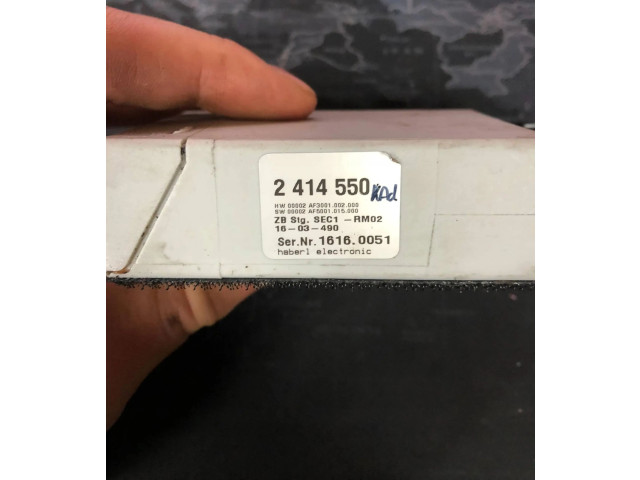 2 414 550
HW 00002 AF3001.002.000
SW 00002 AF5001.015.000
ZB Stg. SEC1 -RM02
16-03-490
Ser.Nr. 1616.0051
haberl electronic